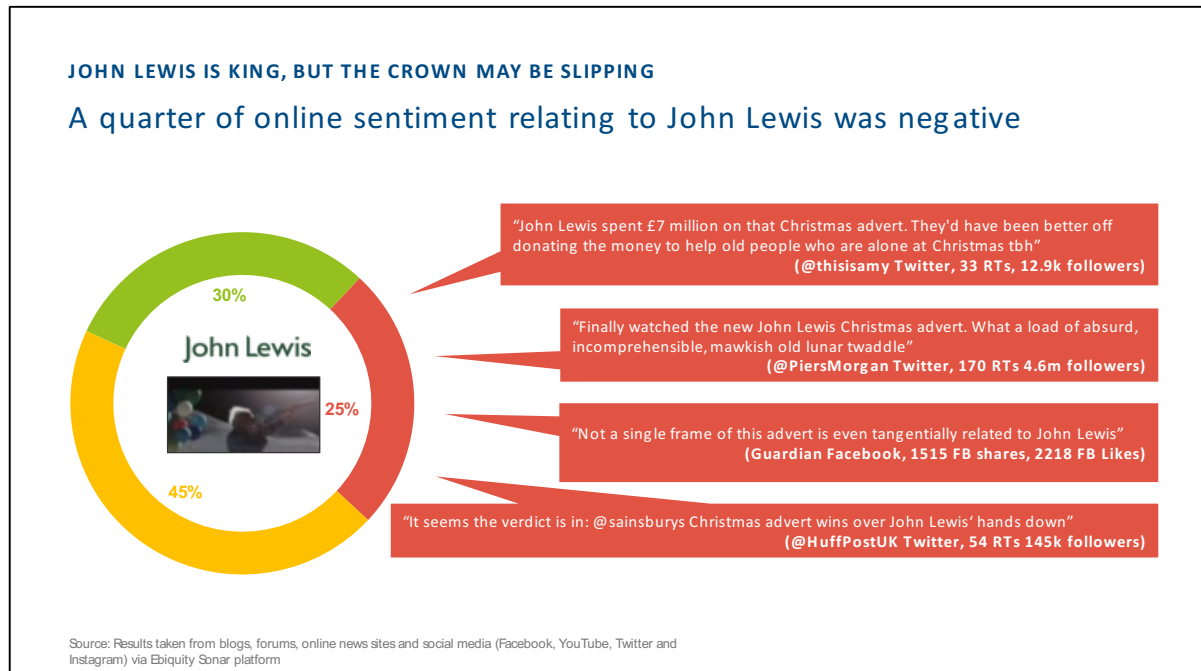 JOHN LEWIS IS KING, BUT THE CROWN MAY BE SLIPPING
A quarter of online sentiment relating to John Lewis was negative
30%
John Lewis
25%
45%
“John Lewis spent £7 million on that Christmas advert. They'd have been better off
donating the money to help old people who are alone at Christmas tbh”
(@thisisamy Twitter, 33 RTs, 12.9k followers)
“Finally watched the new John Lewis Christmas advert. What a load of absurd,
incomprehensible, mawkish old lunar twaddle”
(@PiersMorgan Twitter, 170 RTs 4.6m followers)
“Not a single frame of this advert is even tangentially related to John Lewis”
(Guardian Facebook, 1515 FB shares, 2218 FB Likes)
“It seems the verdict is in: @sainsburys Christmas advert wins over John Lewis‘ hands down”
(@HuffPostUK Twitter, 54 RTs 145k followers)
Source: Results taken from blogs, forums, online news sites and social media (Facebook, YouTube, Twitter and
Instagram) via Ebiquity Sonar platform